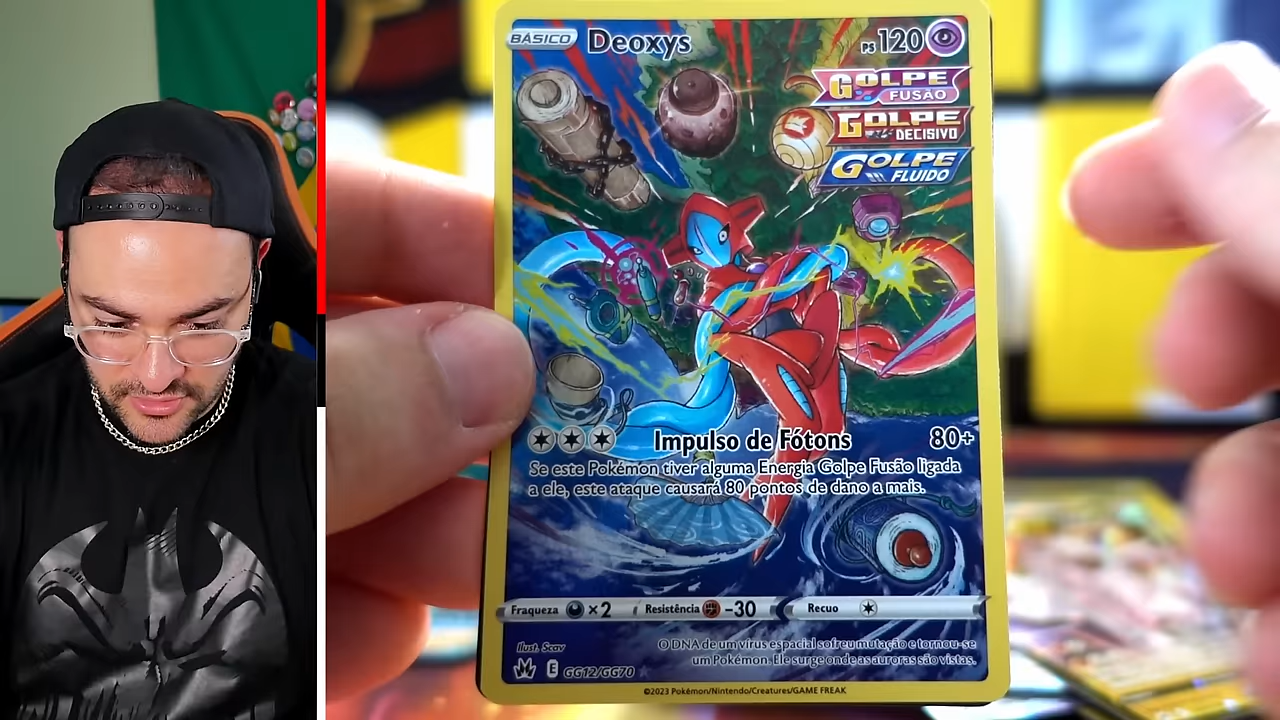 BÁSICO Deoxys PS 120
GOLPE
FUSÃO
GOLPE
DECISIVO
GOLPE
FLUIDO
Impulso de Fótons 80+
Se este Pokémon tiver alguma Energia Golpe Fusão ligada
a ele, este ataque causará 80 pontos de dano a mais.
Fraqueza ×2 Resistência -30 Recuo
Ilust. Scav
O DNA de um vírus espacial sofreu mutação e tornou-se
um Pokémon. Ele surge onde as auroras são vistas.
E GG12/GG70
©2023 Pokémon/Nintendo/Creatures/GAME FREAK